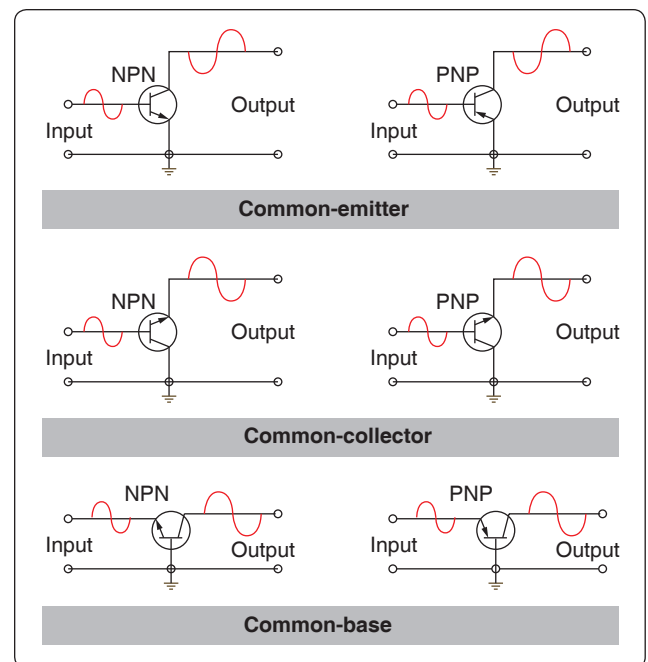 NPN PNP
Input Output Input Output
Common-emitter
NPN PNP
Input Output Input Output
Common-collector
NPN PNP
Input Output Input Output
Common-base